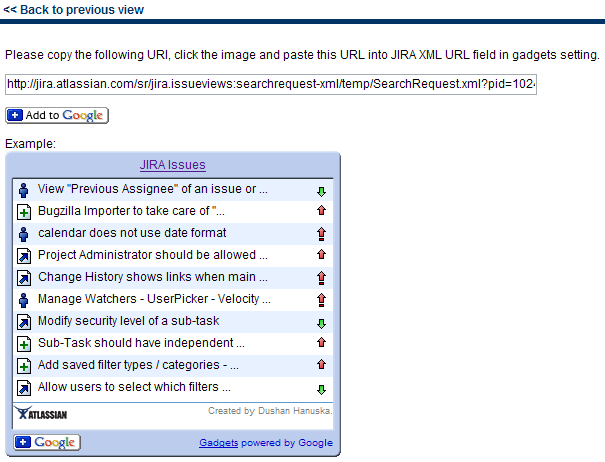 << Back to previous view
Please copy the following URI, click the image and paste this URL into JIRA XML URL field in gadgets setting.
http://jira.atlassian.com/sr/jira.issueviews:searchrequest-xml/temp/SearchRequest.xml?pid=102
Add to Google
Example:
JIRA Issues
View "Previous Assignee" of an issue or ...
Bugzilla Importer to take care of "...
calendar does not use date format
Project Administrator should be allowed ...
Change History shows links when main ...
Manage Watchers - UserPicker - Velocity ...
Modify security level of a sub-task
Sub-Task should have independent ...
Add saved filter types / categories - ...
Allow users to select which filters ...
ATLASSIAN
Created by Dushan Hanuska.
Google
Gadgets powered by Google